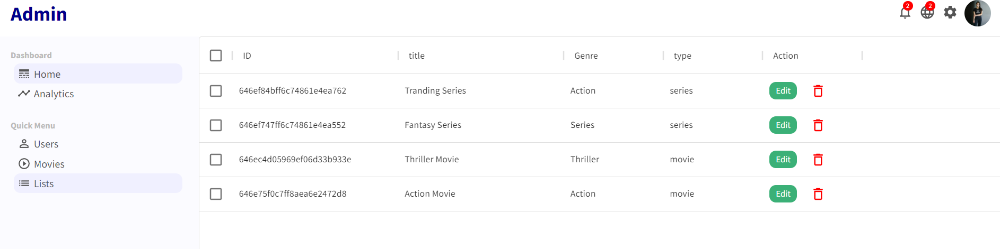 Admin
2
2
Dashboard
Home
Analytics
Quick Menu
Users
Movies
Lists
ID title Genre type Action
646ef84bff6c74861e4ea762 Tranding Series Action series Edit
646ef747ff6c74861e4ea552 Fantasy Series Series series Edit
646ec4d05969ef06d33b933e Thriller Movie Thriller movie Edit
646e75f0c7ff8aea6e2472d8 Action Movie Action movie Edit